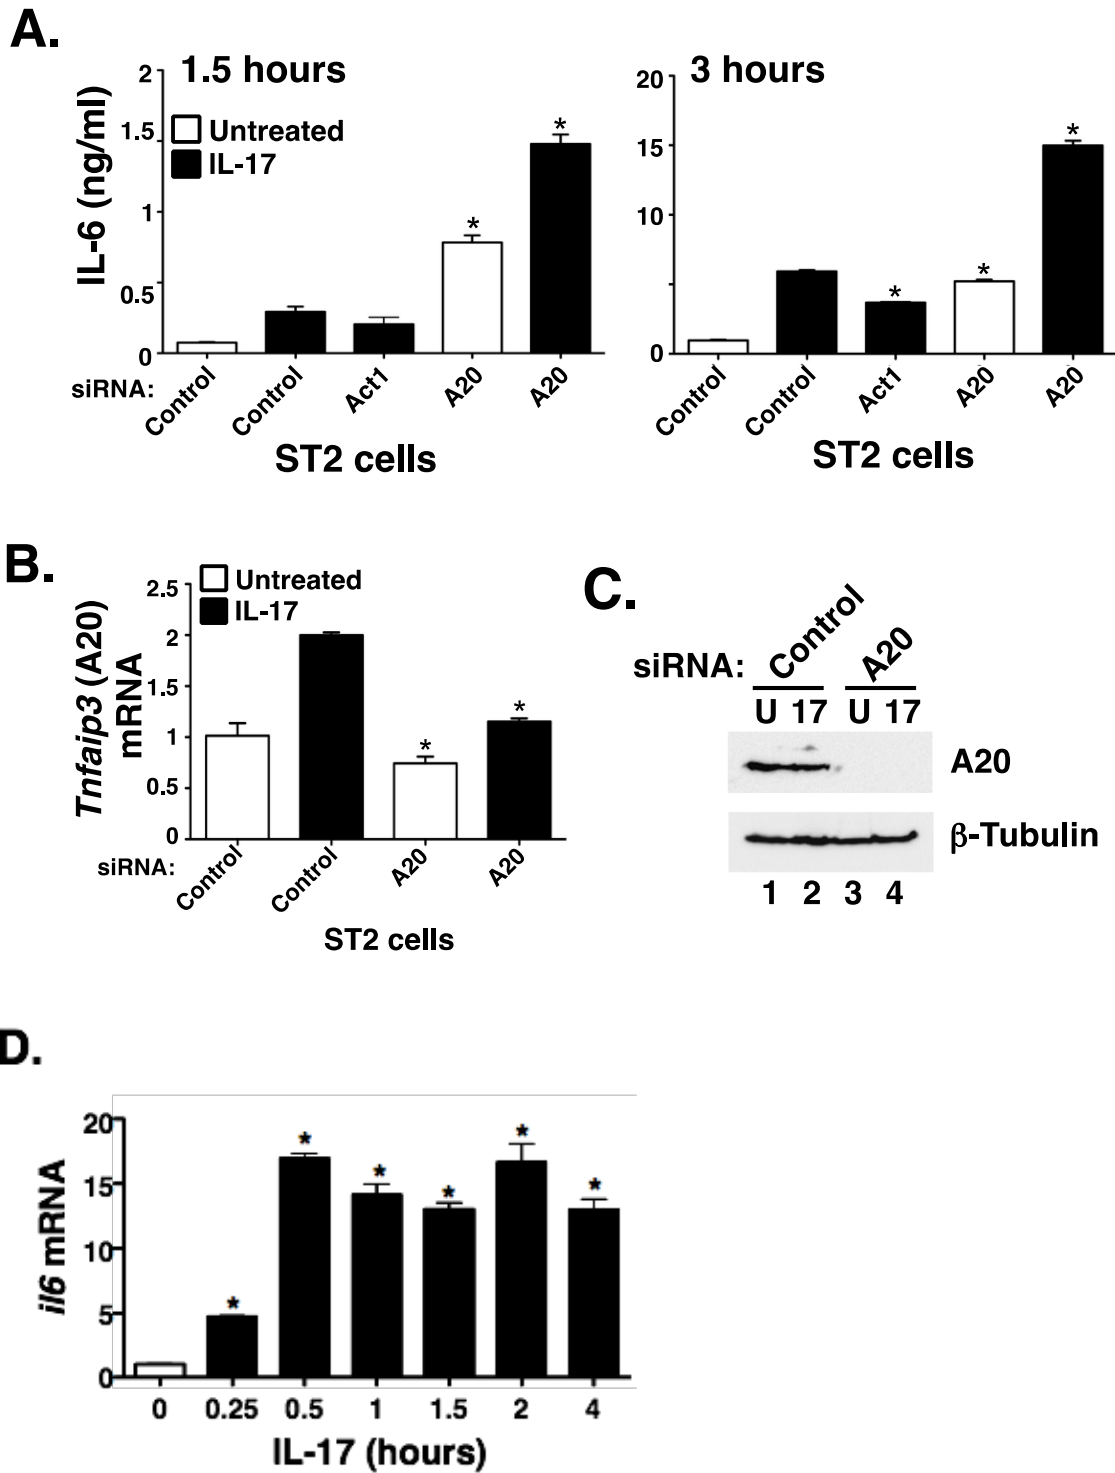 A.
1.5 hours
IL-6 (ng/ml)
2
1.5
1
0.5
0
Untreated
IL-17
*
*
siRNA:
Control
Control
Act1
A20
A20
ST2 cells
3 hours
20
15
10
0
*
*
*
Control
Control
Act1
A20
A20
ST2 cells
B.
Tnfaip3 (A20)
mRNA
2.5
2
1.5
1
0.5
0
Untreated
IL-17
*
*
siRNA:
Control
Control
A20
A20
ST2 cells
C.
siRNA: Control A20
U 17 U 17
A20
β-Tubulin
1 2 3 4
D.
il6 mRNA
20
15
10
5
0
* * * * * *
0 0.25 0.5 1 1.5 2 4
IL-17 (hours)